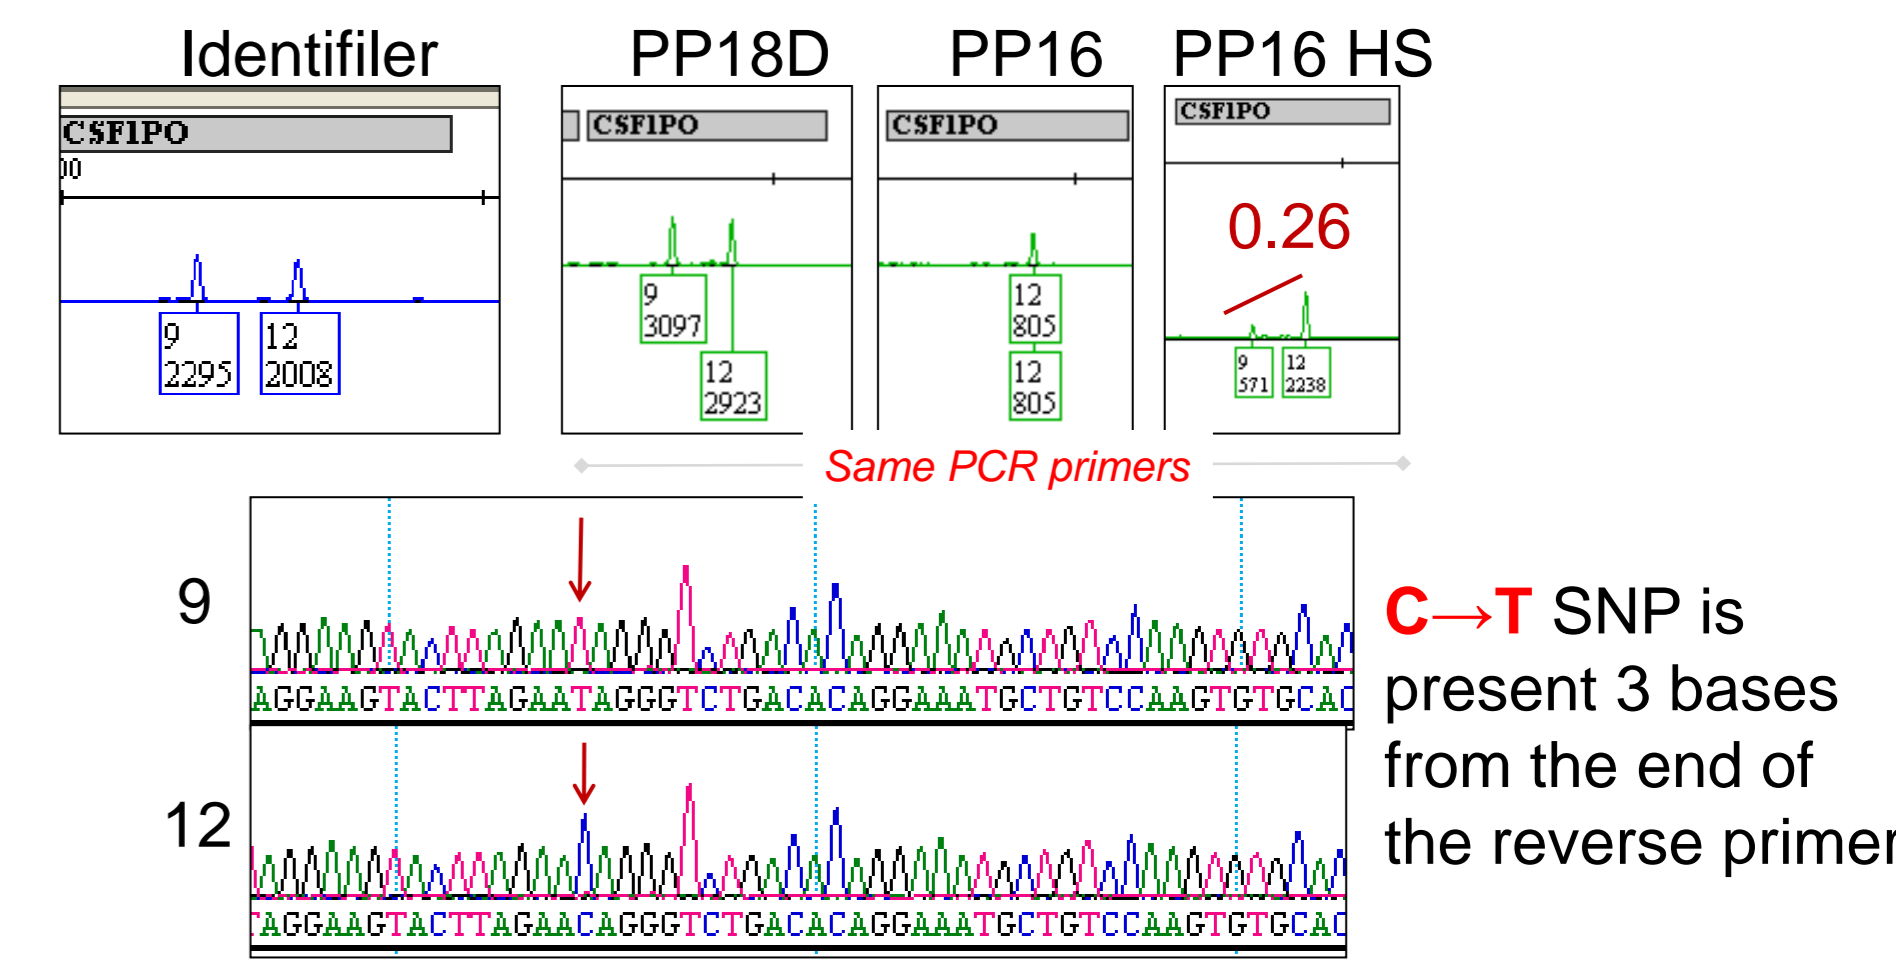 Identifiler
PP18D
PP16
PP16 HS
CSF1PO
00
9
2295
12
2008
CSF1PO
9
3097
12
2923
CSF1PO
12
805
12
805
CSF1PO
0.26
9
571
12
2238
Same PCR primers
9
AGGAAGTACTTAGAATAGGGTCTGACACAGGAAATGCTGTCCAAGTGTGCAC
12
TAGGAAGTACTTAGAACAGGGTCTGACACAGGAAATGCTGTCCAAGTGTGCAC
C→T SNP is
present 3 bases
from the end of
the reverse primer